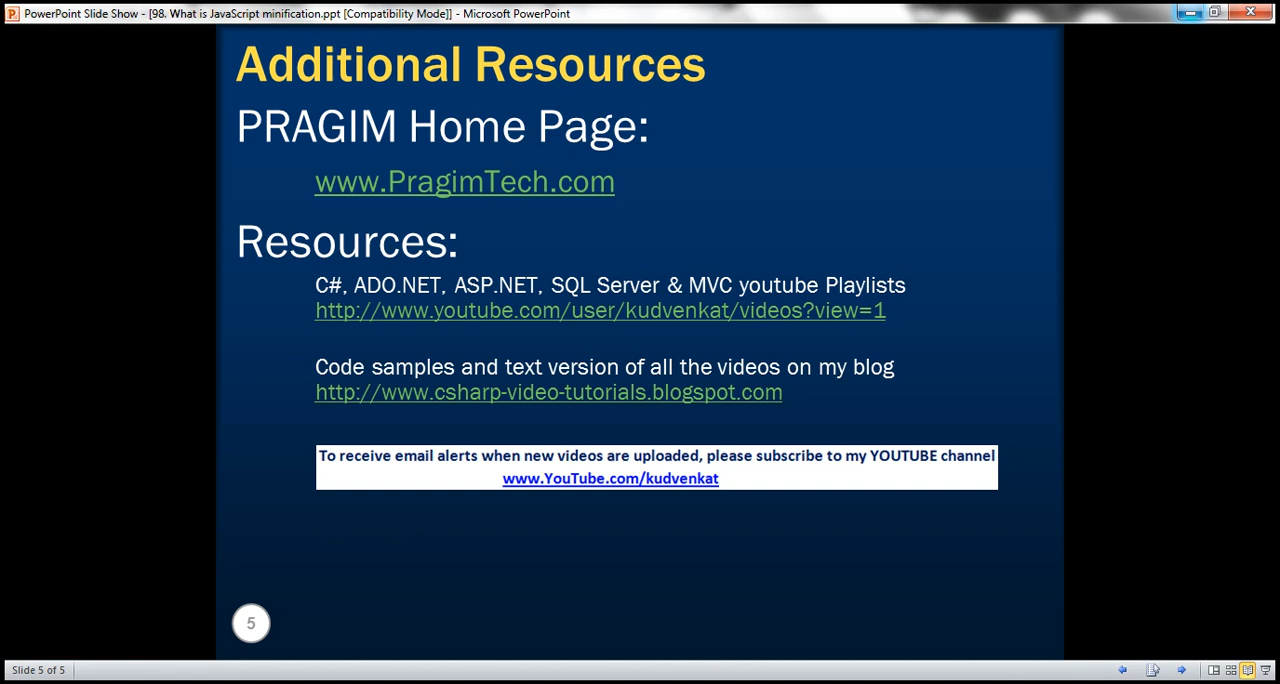 PowerPoint Slide Show - [98. What is JavaScript minification.ppt [Compatibility Mode]] - Microsoft PowerPoint
Additional Resources
PRAGIM Home Page:
www.PragimTech.com
Resources:
C#, ADO.NET, ASP.NET, SQL Server & MVC youtube Playlists
http://www.youtube.com/user/kudvenkat/videos?view=1
Code samples and text version of all the videos on my blog
http://www.csharp-video-tutorials.blogspot.com
To receive email alerts when new videos are uploaded, please subscribe to my YOUTUBE channel
www.YouTube.com/kudvenkat
5
Slide 5 of 5